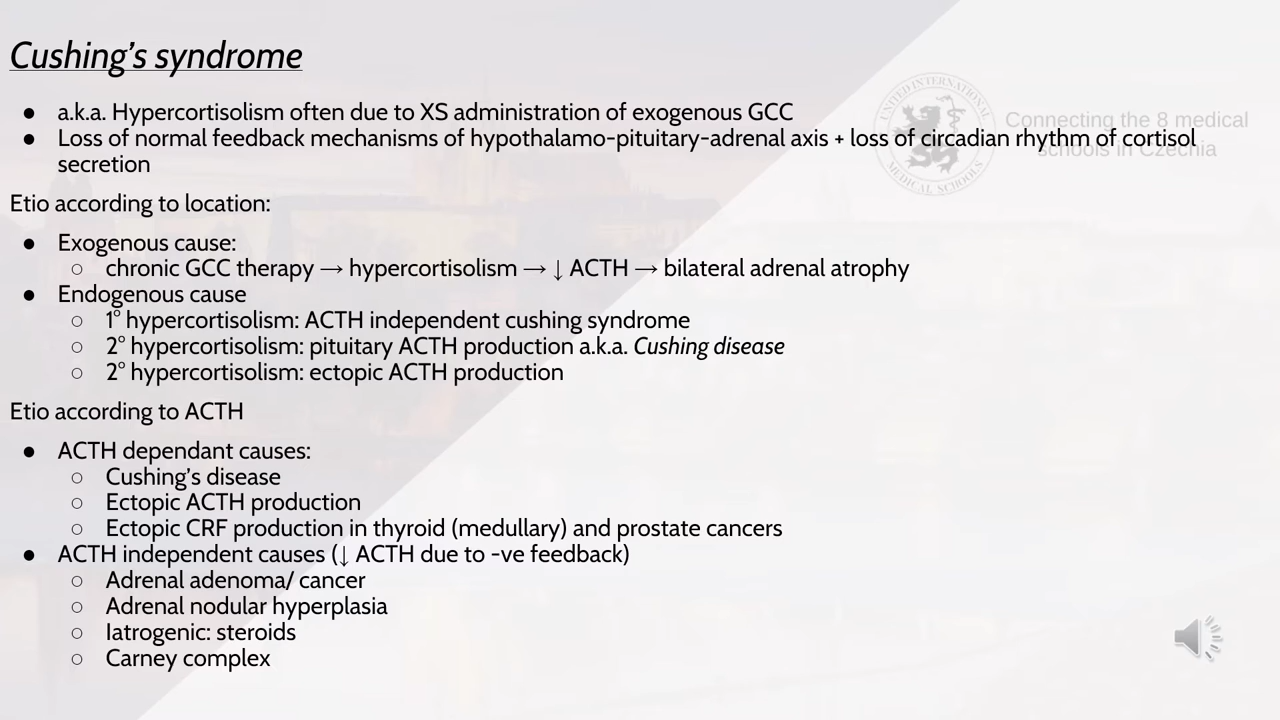 Cushing’s syndrome
● a.k.a. Hypercortisolism often due to XS administration of exogenous GCC
● Loss of normal feedback mechanisms of hypothalamo-pituitary-adrenal axis + loss of circadian rhythm of cortisol
secretion
Etio according to location:
● Exogenous cause:
○ chronic GCC therapy → hypercortisolism → ↓ ACTH → bilateral adrenal atrophy
● Endogenous cause
○ 1° hypercortisolism: ACTH independent cushing syndrome
○ 2° hypercortisolism: pituitary ACTH production a.k.a. Cushing disease
○ 2° hypercortisolism: ectopic ACTH production
Etio according to ACTH
● ACTH dependant causes:
○ Cushing’s disease
○ Ectopic ACTH production
○ Ectopic CRF production in thyroid (medullary) and prostate cancers
● ACTH independent causes (↓ ACTH due to -ve feedback)
○ Adrenal adenoma/ cancer
○ Adrenal nodular hyperplasia
○ Iatrogenic: steroids
○ Carney complex
UNITED INTERNATIONAL
MEDICAL SCHOOLS
Connecting the 8 medical
schools in Czechia